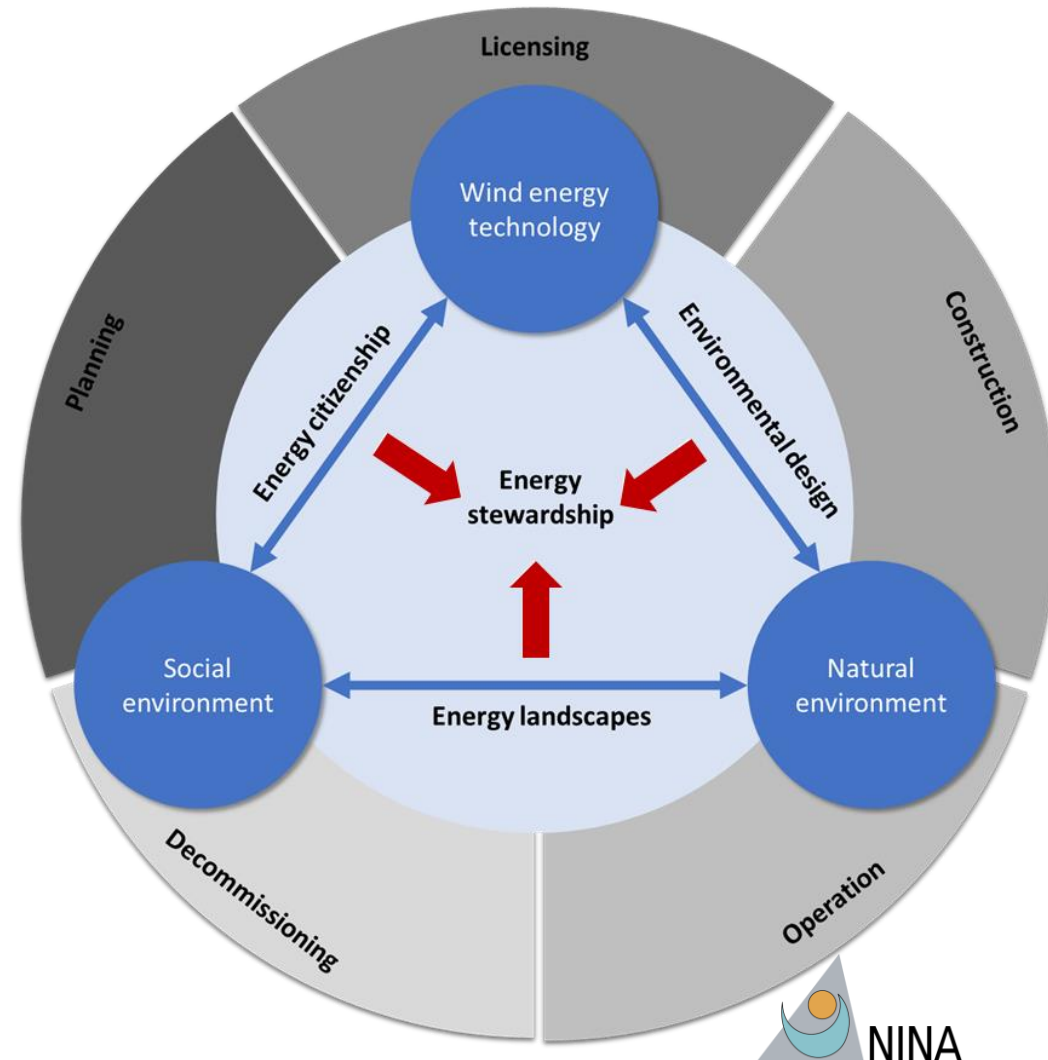 Licensing
Wind energy
technology
Planning
Construction
Energy citizenship
Environmental design
Energy
stewardship
Social
environment
Natural
environment
Energy landscapes
Decommissioning
Operation
NINA